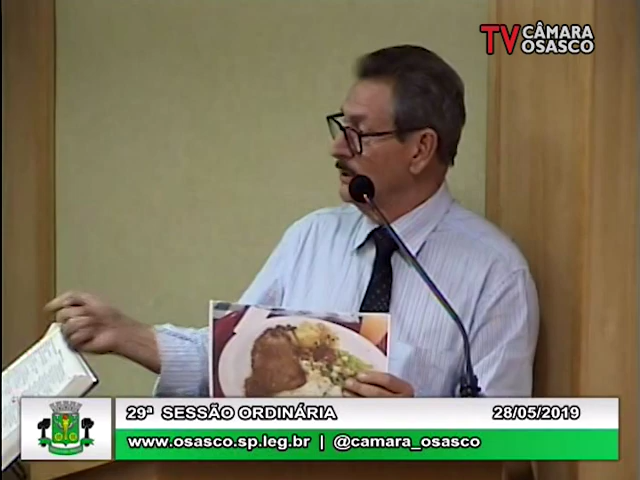 TV CÂMARA
OSASCO
29ª SESSÃO ORDINÁRIA 28/05/2019
www.osasco.sp.leg.br | @camara_osasco